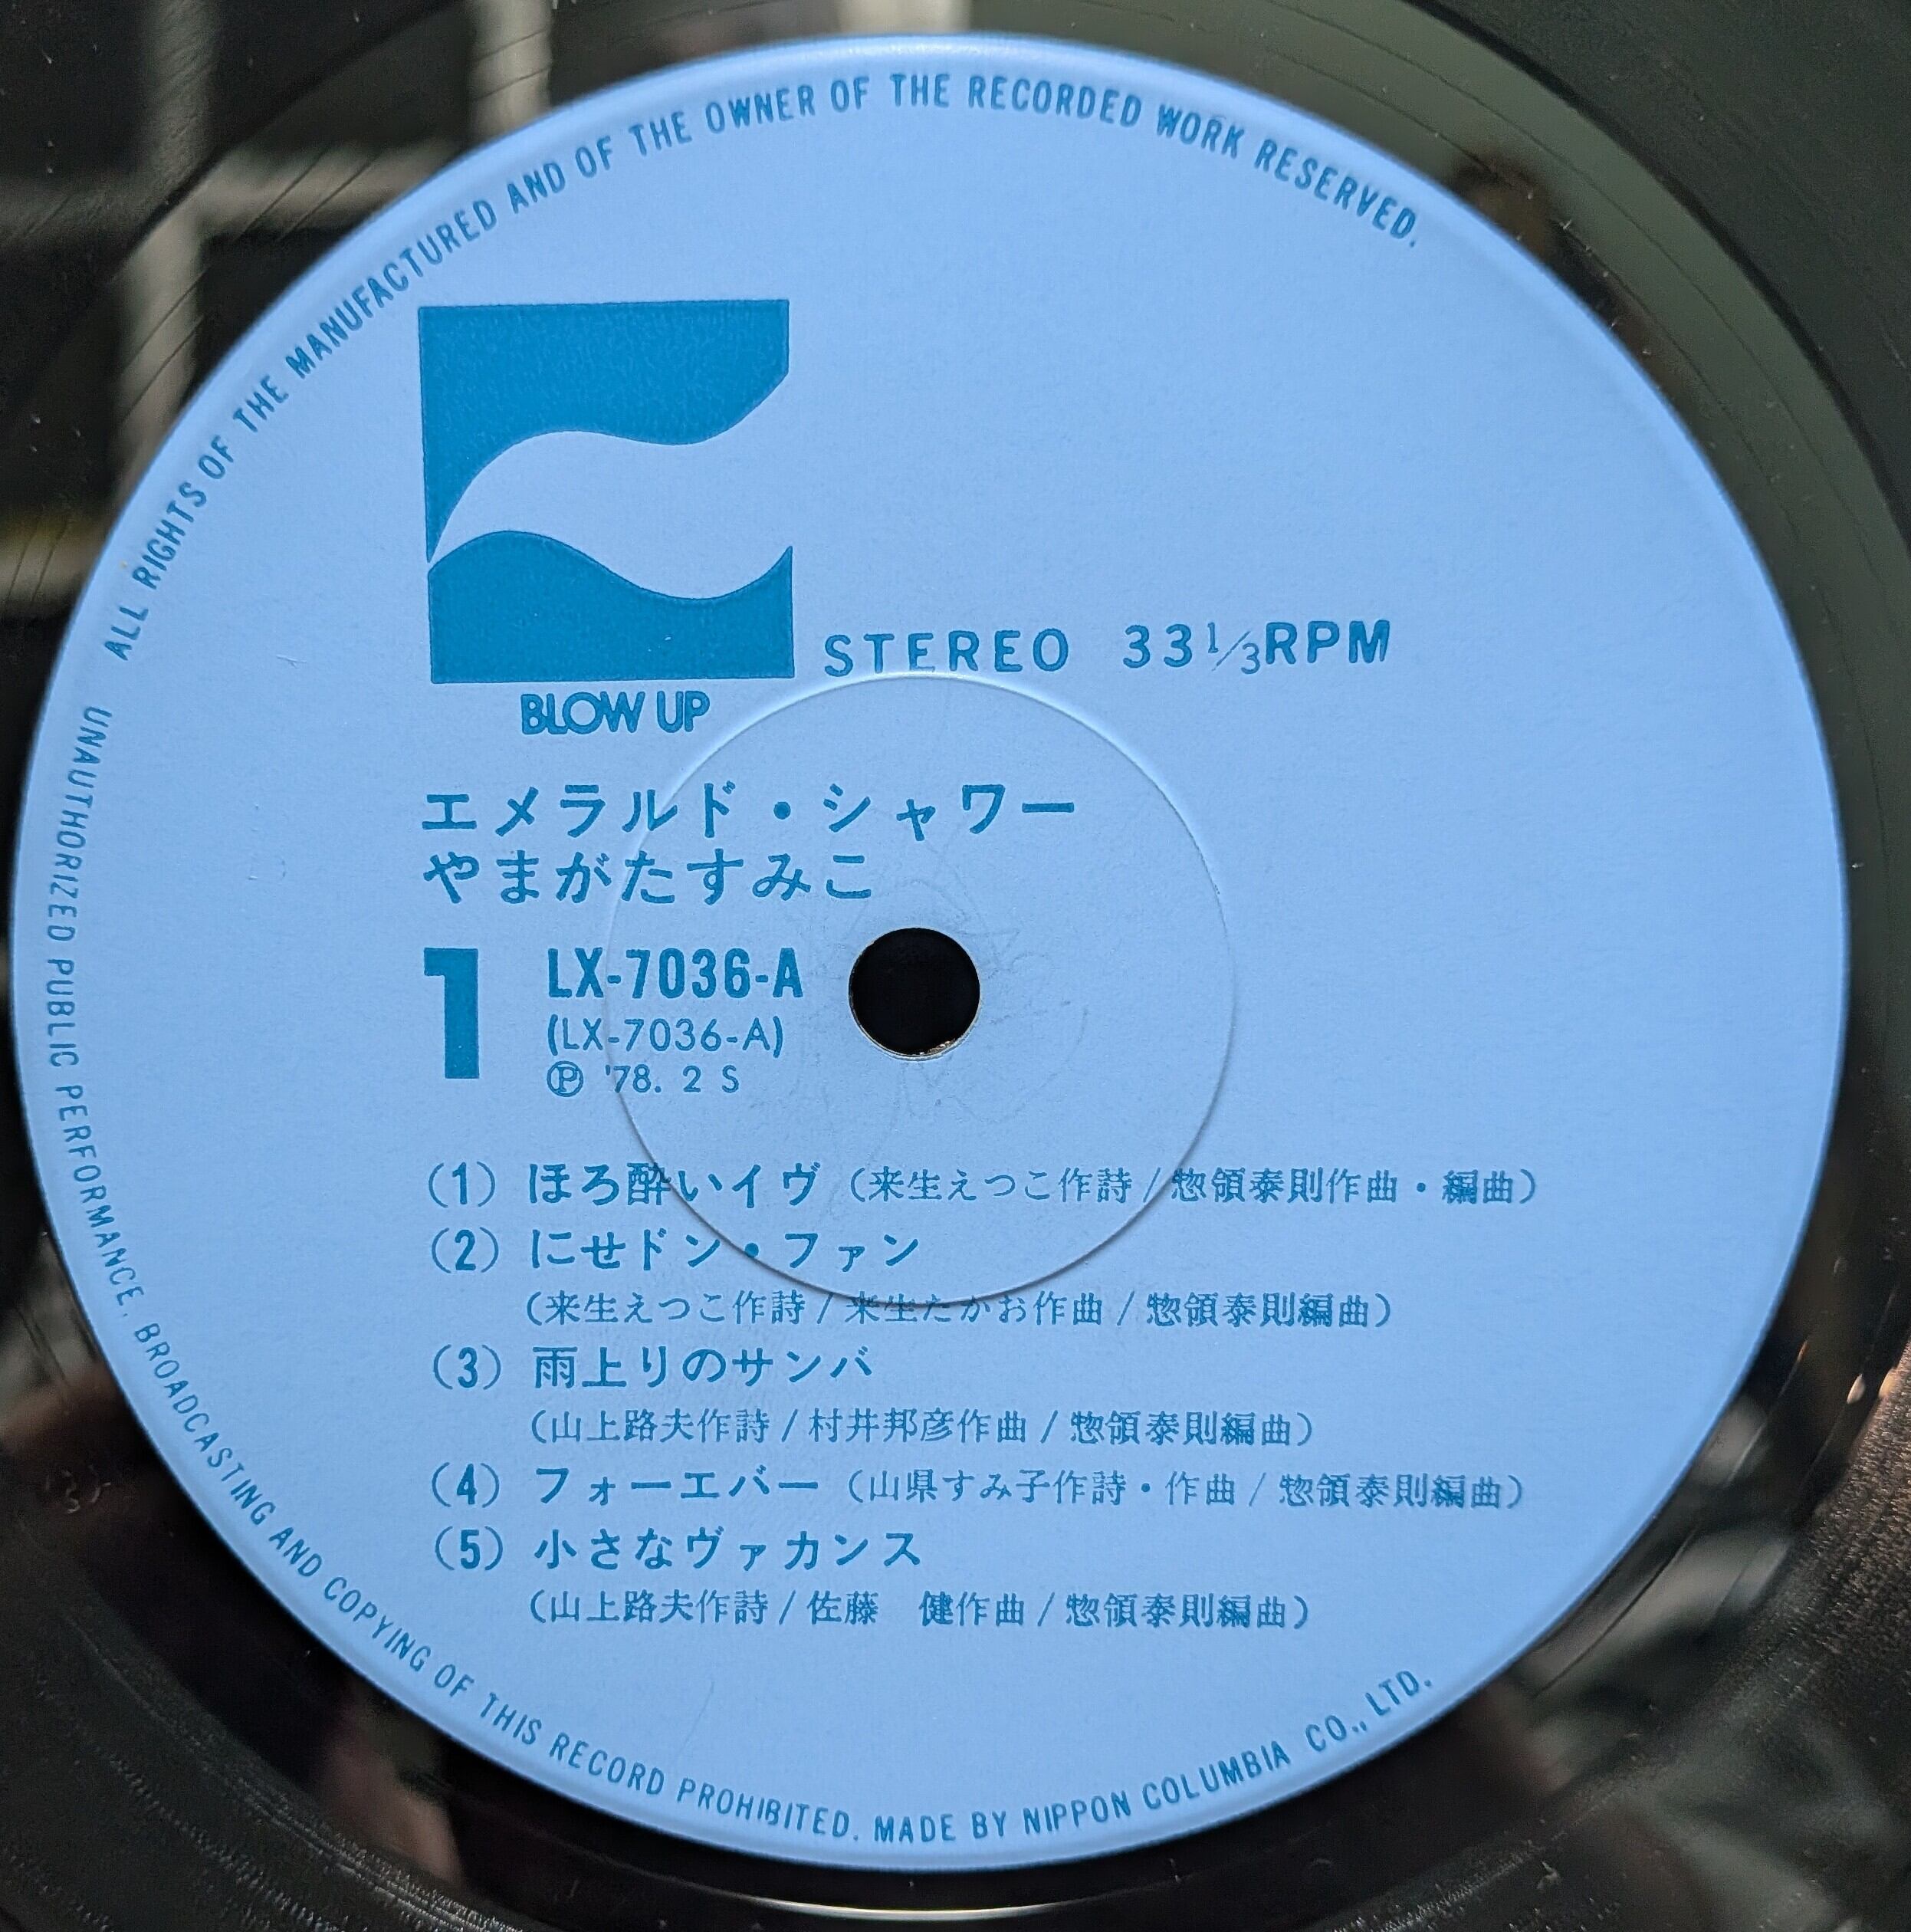 ALL RIGHTS OF THE MANUFACTURED AND OF THE OWNER OF THE RECORDED WORK RESERVED.
BLOW UP
STEREO 33⅓RPM
エメラルド・シャワー
やまがたすみこ
1
LX-7036-A
(LX-7036-A)
Ⓟ '78. 2 S
(1) ほろ酔いイヴ (来生えつこ作詩/惣領泰則作曲・編曲)
(2) にせドン・ファン
(来生えつこ作詩/来生たかお作曲/惣領泰則編曲)
(3) 雨上りのサンバ
(山上路夫作詩/村井邦彦作曲/惣領泰則編曲)
(4) フォーエバー (山県すみ子作詩・作曲/惣領泰則編曲)
(5) 小さなヴァカンス
(山上路夫作詩/佐藤　健作曲/惣領泰則編曲)
UNAUTHORIZED PUBLIC PERFORMANCE. BROADCASTING AND COPYING OF THIS RECORD PROHIBITED. MADE BY NIPPON COLUMBIA CO., LTD.